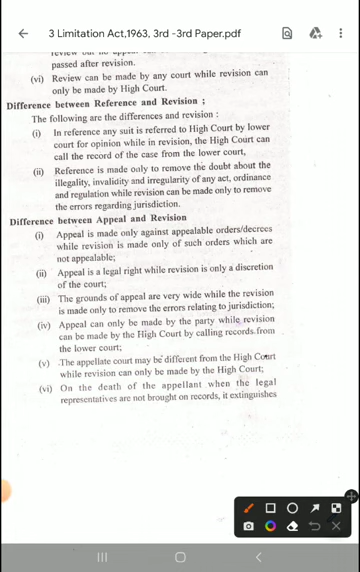 3 Limitation Act,1963, 3rd -3rd Paper.pdf
passed after revision.
(vi) Review can be made by any court while revision can
only be made by High Court.
Difference between Reference and Revision ;
The following are the differences and revision :
(i) In reference any suit is referred to High Court by lower
court for opinion while in revision, the High Court can
call the record of the case from the lower court,
(ii) Reference is made only to remove the doubt about the
illegality, invalidity and irregularity of any act, ordinance
and regulation while revision can be made only to remove
the errors regarding jurisdiction.
Difference between Appeal and Revision
(i) Appeal is made only against appealable orders/decrees
while revision is made only of such orders which are
not appealable;
(ii) Appeal is a legal right while revision is only a discretion
of the court;
(iii) The grounds of appeal are very wide while the revision
is made only to remove the errors relating to jurisdiction;
(iv) Appeal can only be made by the party while revision
can be made by the High Court by calling records from
the lower court;
(v) The appellate court may be different from the High Court
while revision can only be made by the High Court;
(vi) On the death of the appellant when the legal
representatives are not brought on records, it extinguishes